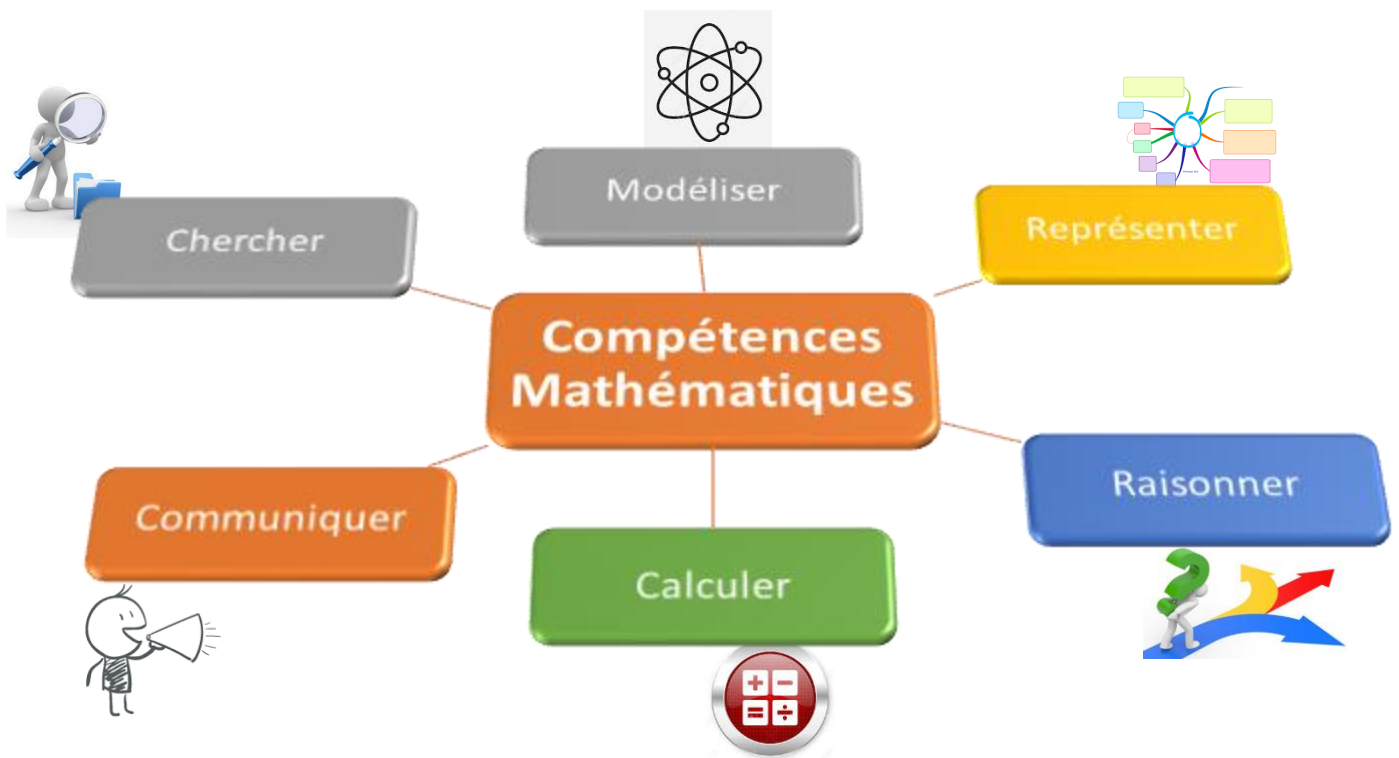 Modéliser
Chercher
Représenter
Compétences
Mathématiques
Communiquer
Raisonner
Calculer